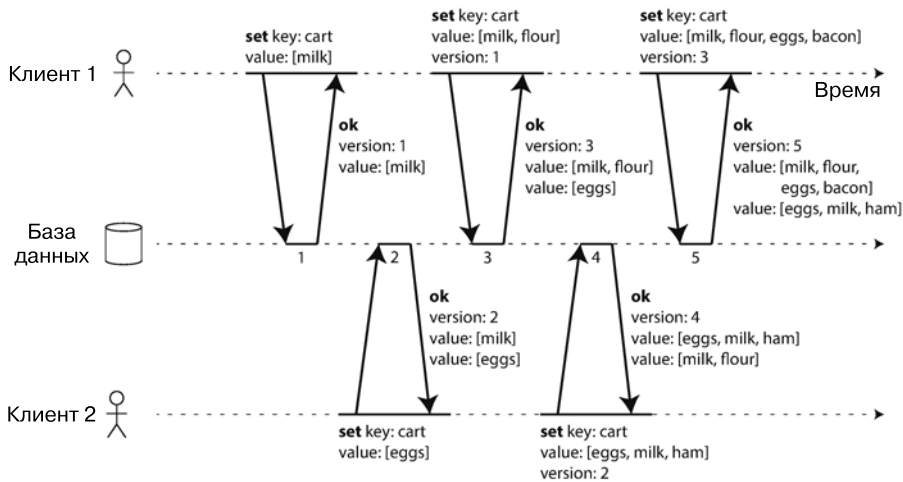 set key: cart
value: [milk]
set key: cart
value: [milk, flour]
version: 1
set key: cart
value: [milk, flour, eggs, bacon]
version: 3
Клиент 1
Время
ok
version: 1
value: [milk]
ok
version: 3
value: [milk, flour]
value: [eggs]
ok
version: 5
value: [milk, flour,
eggs, bacon]
value: [eggs, milk, ham]
База
данных
1
2
3
4
5
ok
version: 2
value: [milk]
value: [eggs]
ok
version: 4
value: [eggs, milk, ham]
value: [milk, flour]
Клиент 2
set key: cart
value: [eggs]
set key: cart
value: [eggs, milk, ham]
version: 2